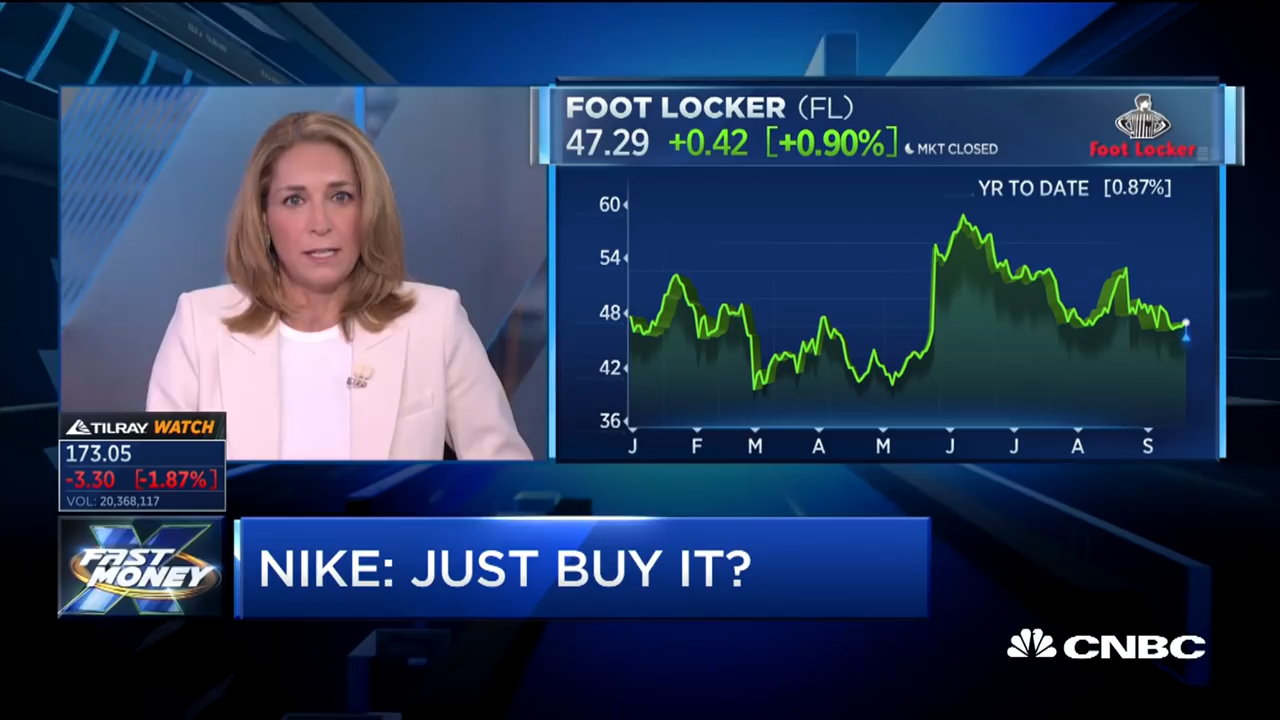 FOOT LOCKER (FL)
47.29 +0.42 [+0.90%] MKT CLOSED
Foot Locker
YR TO DATE [0.87%]
60
54
48
42
36
J F M A M J J A S
TILRAY WATCH
173.05
-3.30 [-1.87%]
VOL: 20,368,117
FAST
MONEY
NIKE: JUST BUY IT?
CNBC